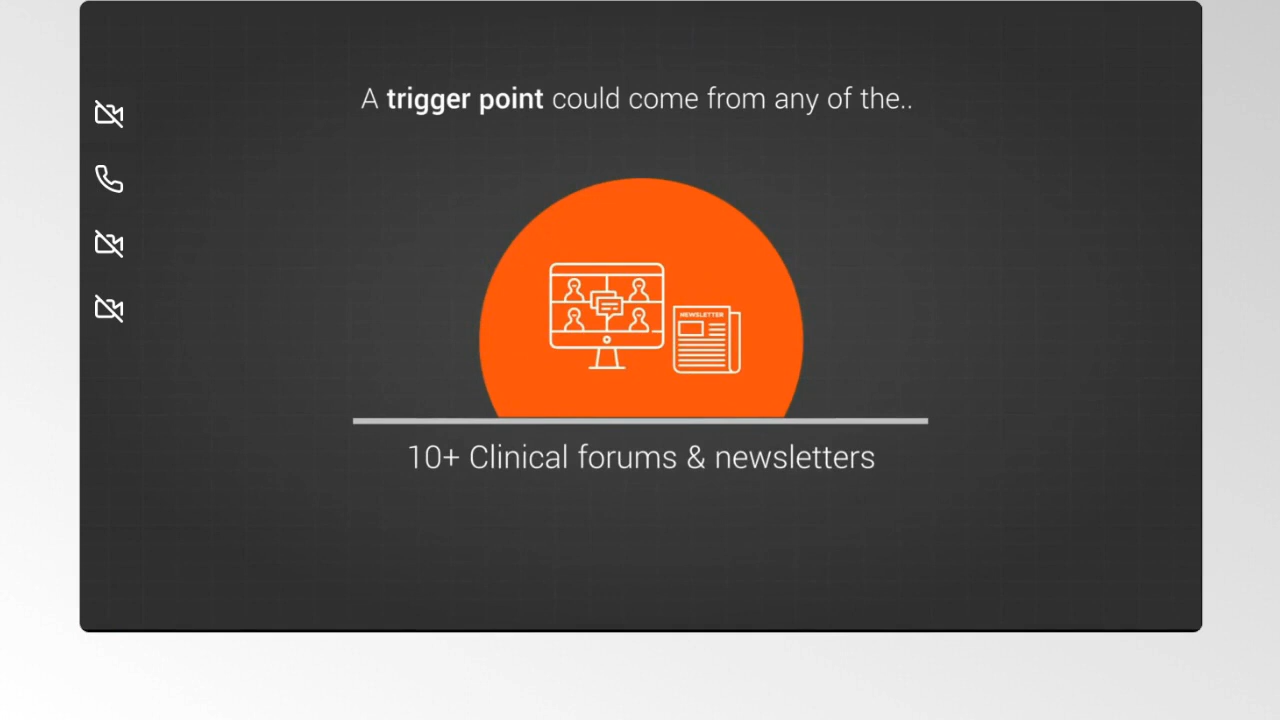 A trigger point could come from any of the..
NEWSLETTER
10+ Clinical forums & newsletters